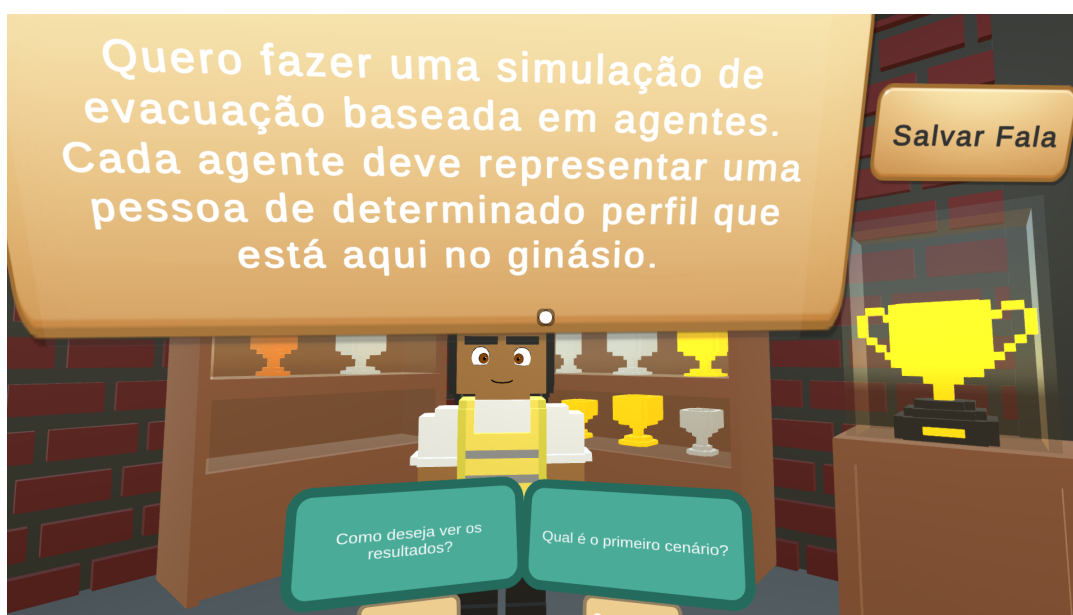 Quero fazer uma simulação de
evacuação baseada em agentes.
Cada agente deve representar uma
pessoa de determinado perfil que
está aqui no ginásio.
Salvar Fala
Como deseja ver os
resultados?
Qual é o primeiro cenário?